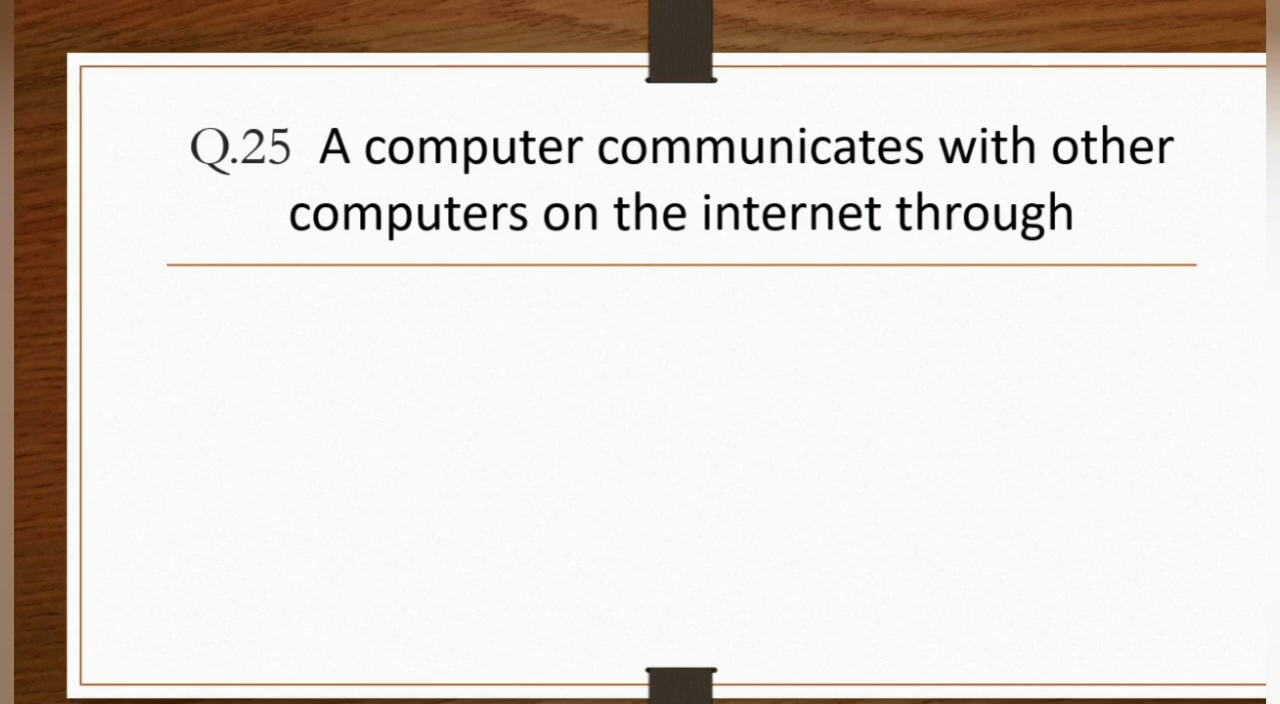 Q.25 A computer communicates with other
computers on the internet through